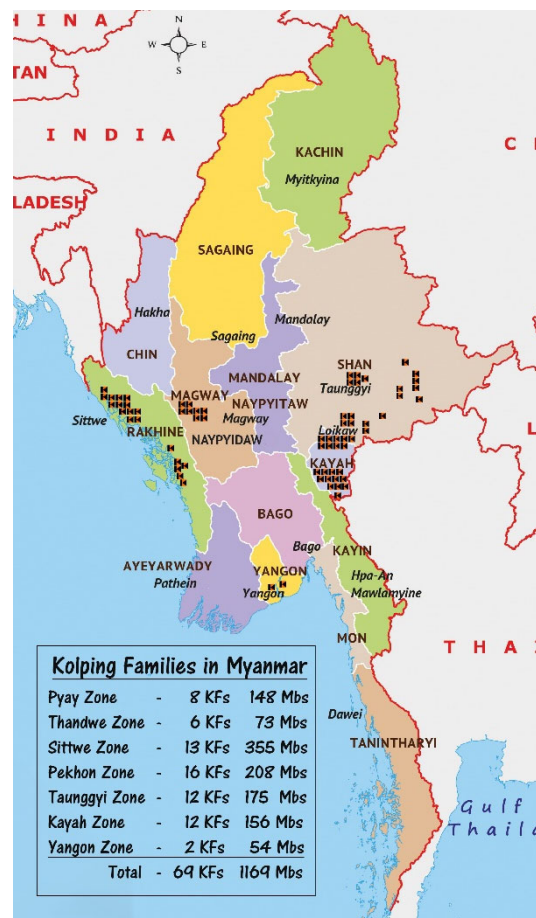 HINA
N
W E
S
TAN
INDIA
KACHIN
Myitkyina
C
LADESH
SAGAING
Hakha
Mandalay
Sagaing
CHIN
SHAN
MANDALAY
Taunggyi
MAGWAY
NAYPYITAW
Sittwe
Magway
RAKHINE
Loikaw
NAYPYIDAW
L
KAYAH
BAGO
Bago
KAYIN
AYEYARWADY
YANGON
Pathein
Yangon
Hpa-An
Mawlamyine
MON
THA
Kolping Families in Myanmar
Pyay Zone - 8 KFs 148 Mbs
Thandwe Zone - 6 KFs 73 Mbs
Sittwe Zone - 13 KFs 355 Mbs
Pekhon Zone - 16 KFs 208 Mbs
Taunggyi Zone - 12 KFs 175 Mbs
Kayah Zone - 12 KFs 156 Mbs
Yangon Zone - 2 KFs 54 Mbs
Total - 69 KFs 1169 Mbs
Dawei
TANINTHARYI
Gulf
Thaila